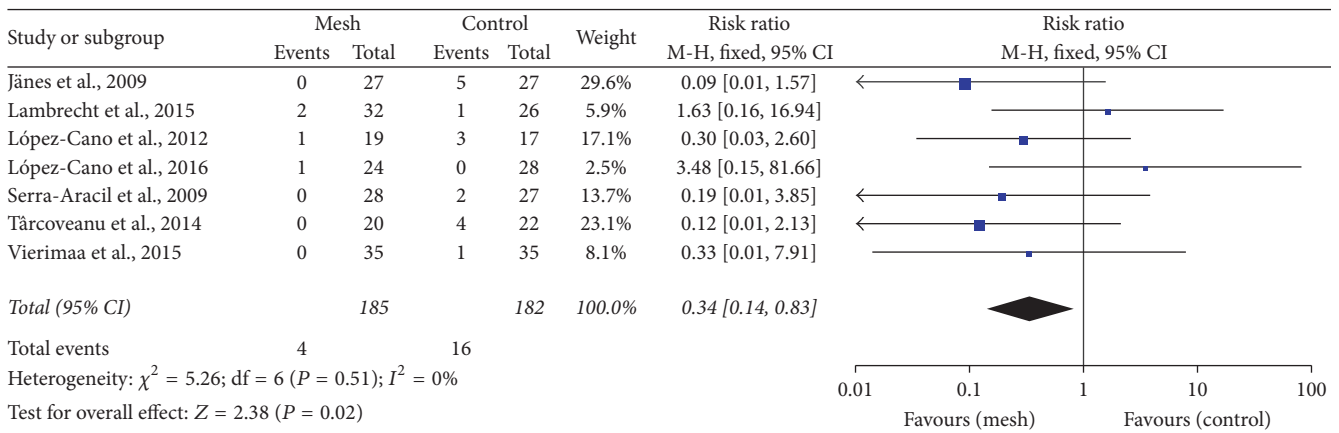 Study or subgroup Mesh Control Weight Risk ratio Risk ratio
Events Total Events Total M-H, fixed, 95% CI M-H, fixed, 95% CI
Jänes et al., 2009 0 27 5 27 29.6% 0.09 [0.01, 1.57]
Lambrecht et al., 2015 2 32 1 26 5.9% 1.63 [0.16, 16.94]
López-Cano et al., 2012 1 19 3 17 17.1% 0.30 [0.03, 2.60]
López-Cano et al., 2016 1 24 0 28 2.5% 3.48 [0.15, 81.66]
Serra-Aracil et al., 2009 0 28 2 27 13.7% 0.19 [0.01, 3.85]
Târcoveanu et al., 2014 0 20 4 22 23.1% 0.12 [0.01, 2.13]
Vierimaa et al., 2015 0 35 1 35 8.1% 0.33 [0.01, 7.91]
Total (95% CI) 185 182 100.0% 0.34 [0.14, 0.83]
Total events 4 16
Heterogeneity: χ² = 5.26; df = 6 (P = 0.51); I² = 0%
Test for overall effect: Z = 2.38 (P = 0.02)
0.01 0.1 1 10 100
Favours (mesh) Favours (control)